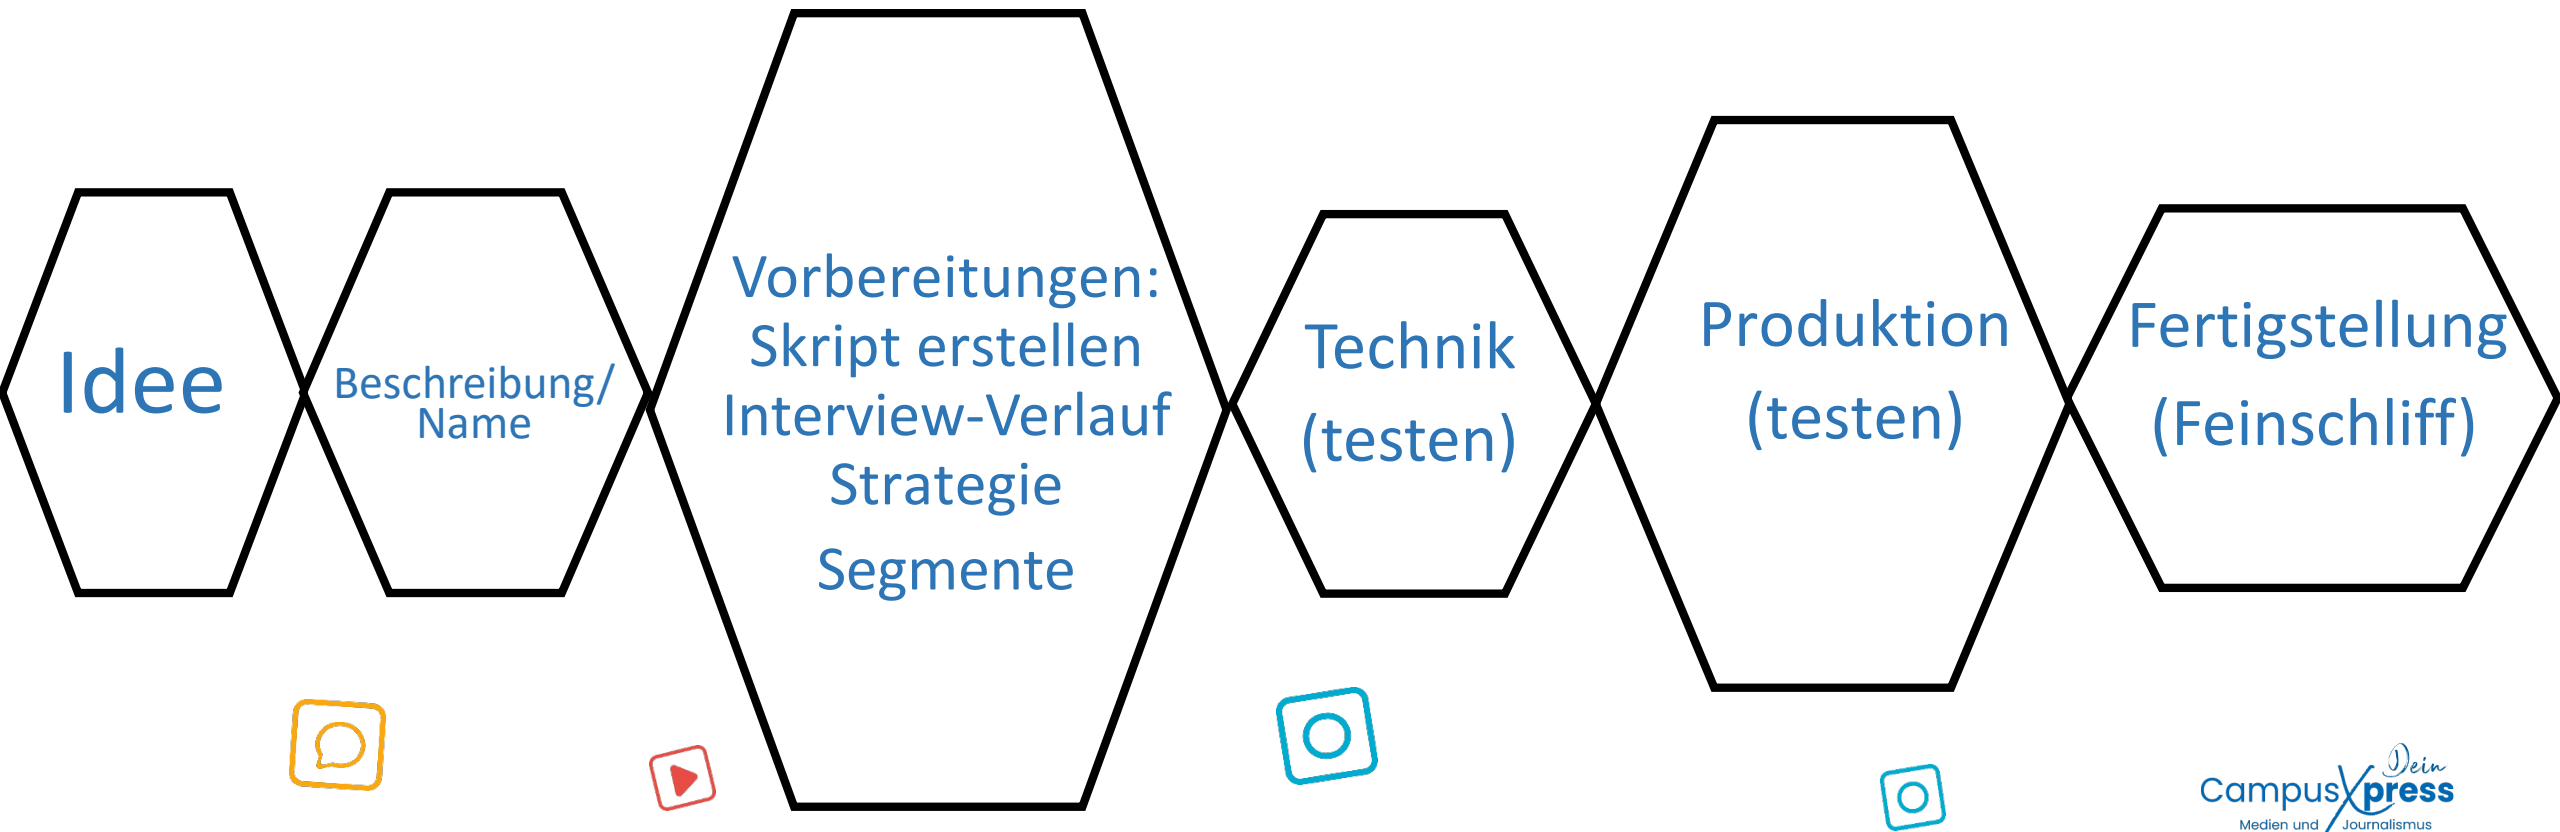 Idee
Beschreibung/
Name
Vorbereitungen:
Skript erstellen
Interview-Verlauf
Strategie
Segmente
Technik
(testen)
Produktion
(testen)
Fertigstellung
(Feinschliff)
Dein
CampusXpress
Medien und Journalismus